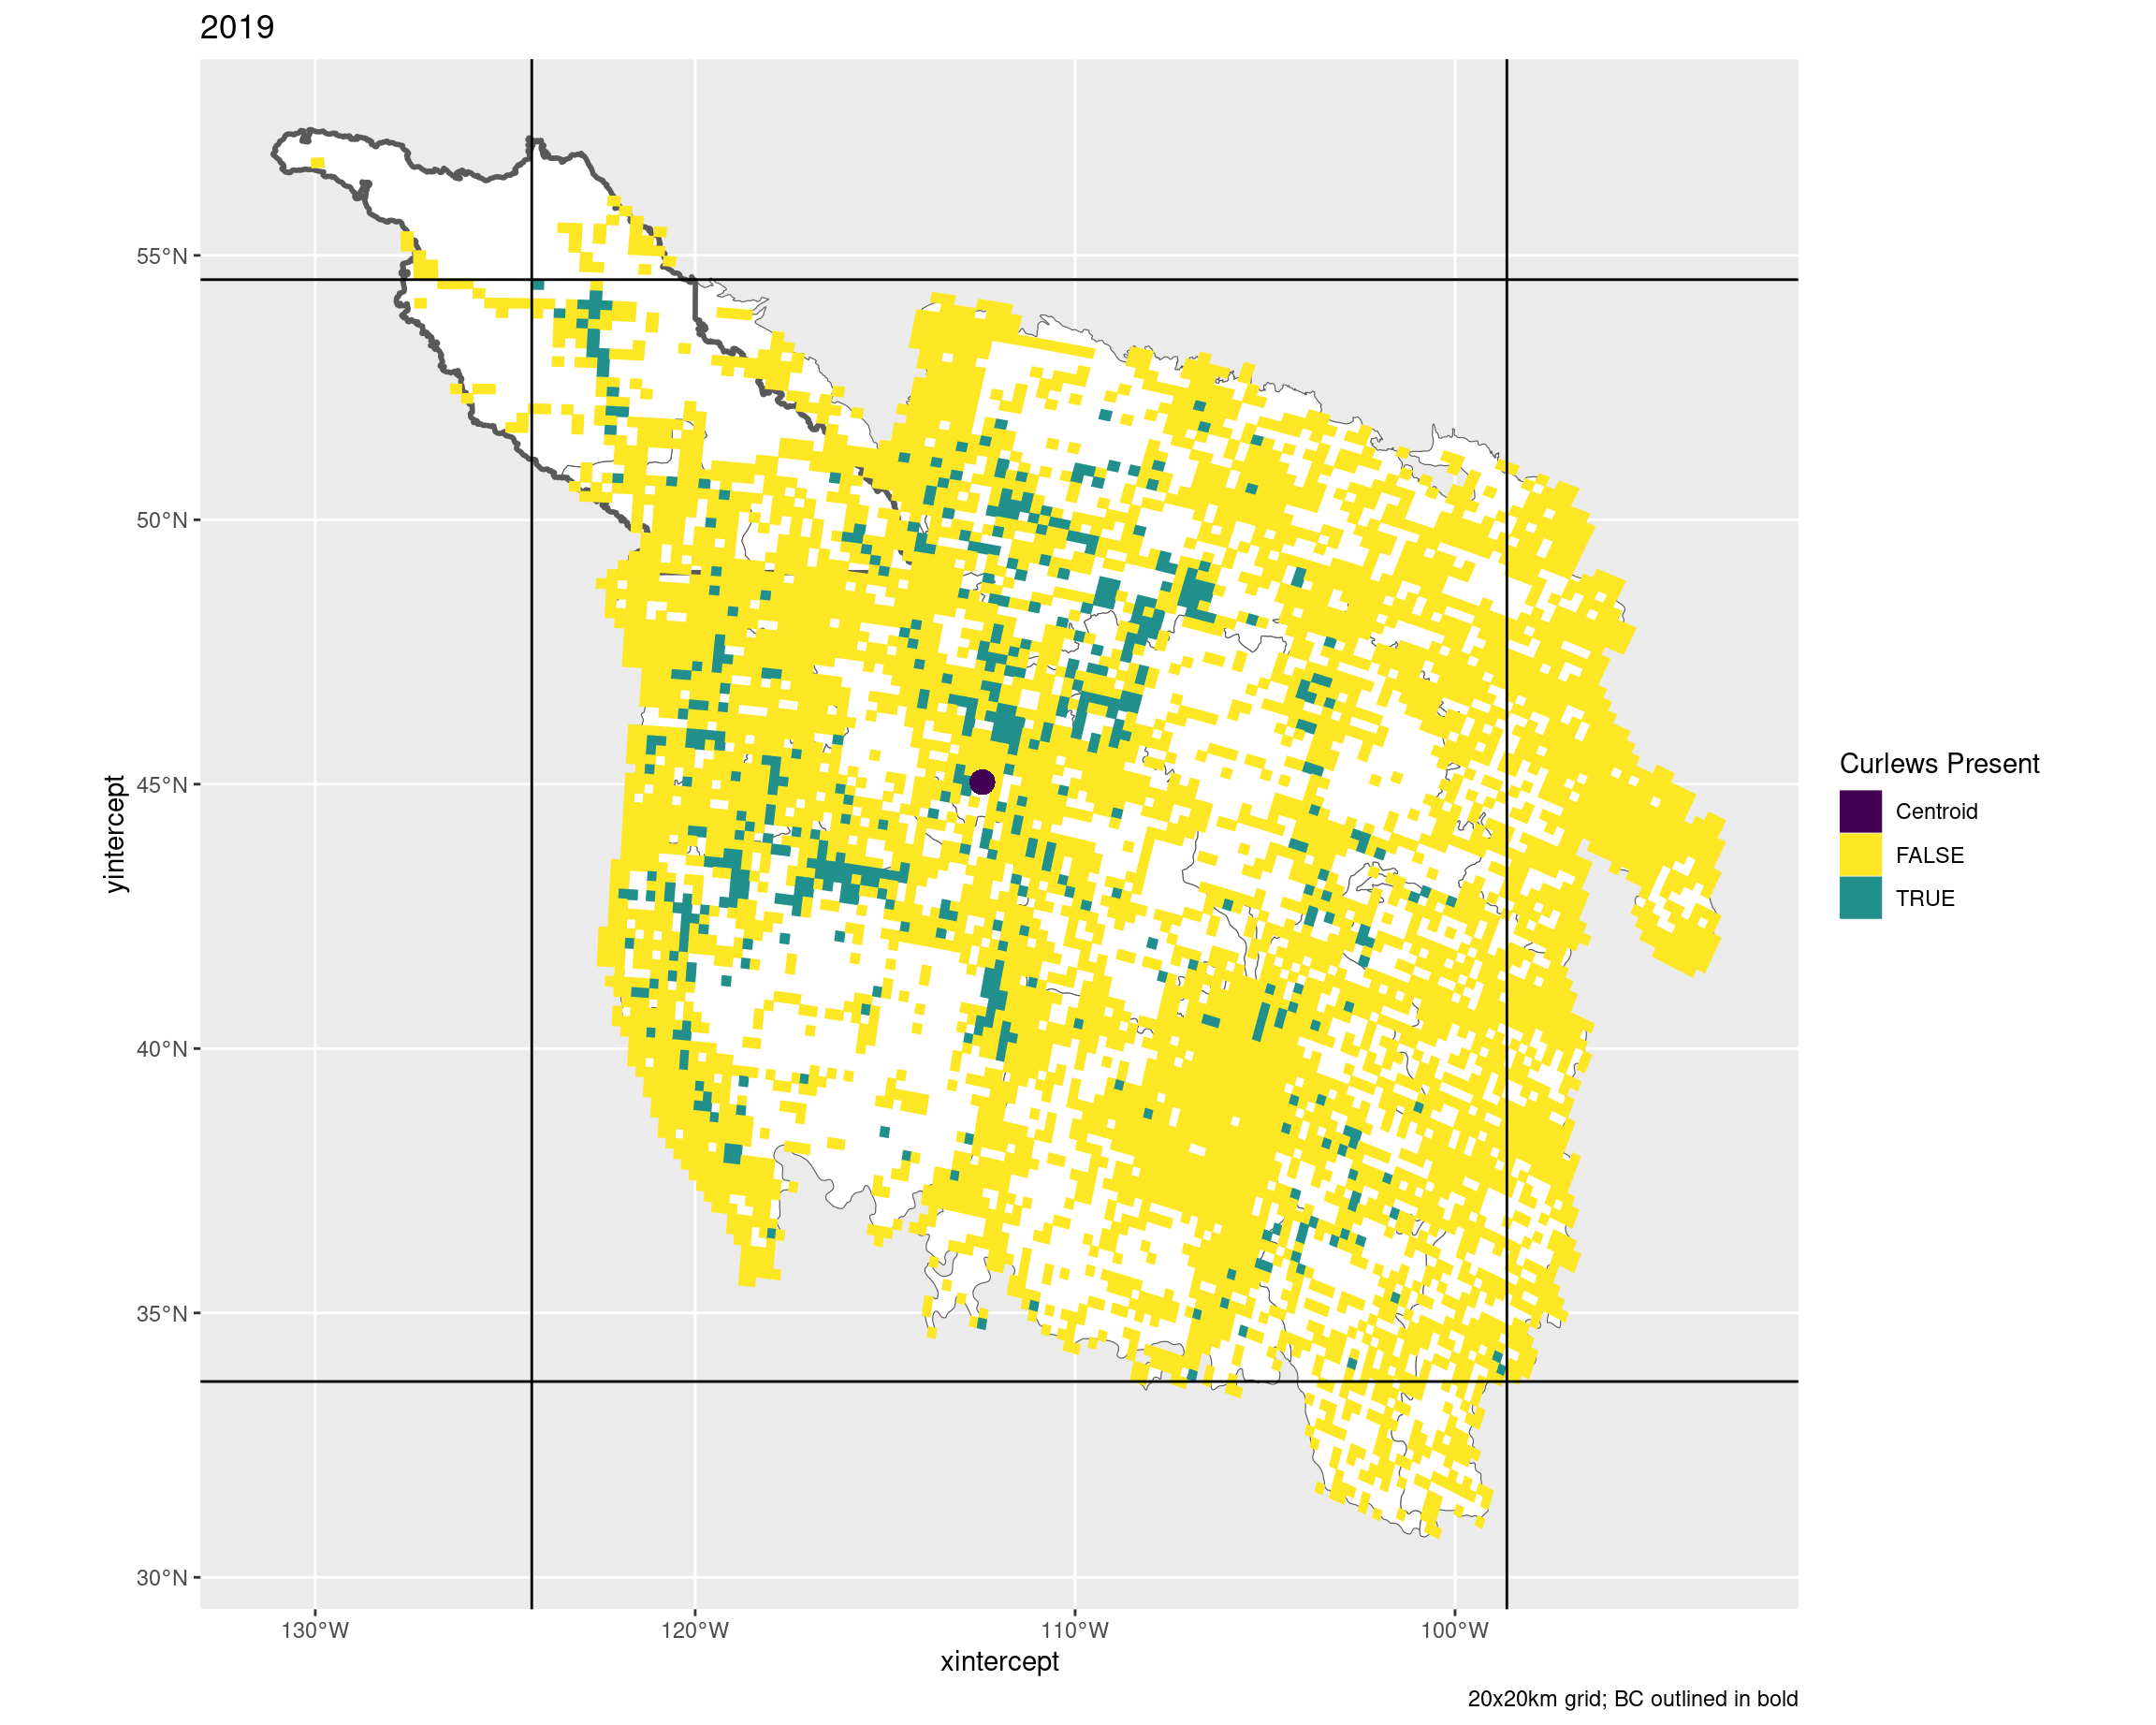 2019
55°N
50°N
45°N
40°N
35°N
30°N
yintercept
130°W
120°W
110°W
100°W
xintercept
Curlews Present
Centroid
FALSE
TRUE
20x20km grid; BC outlined in bold